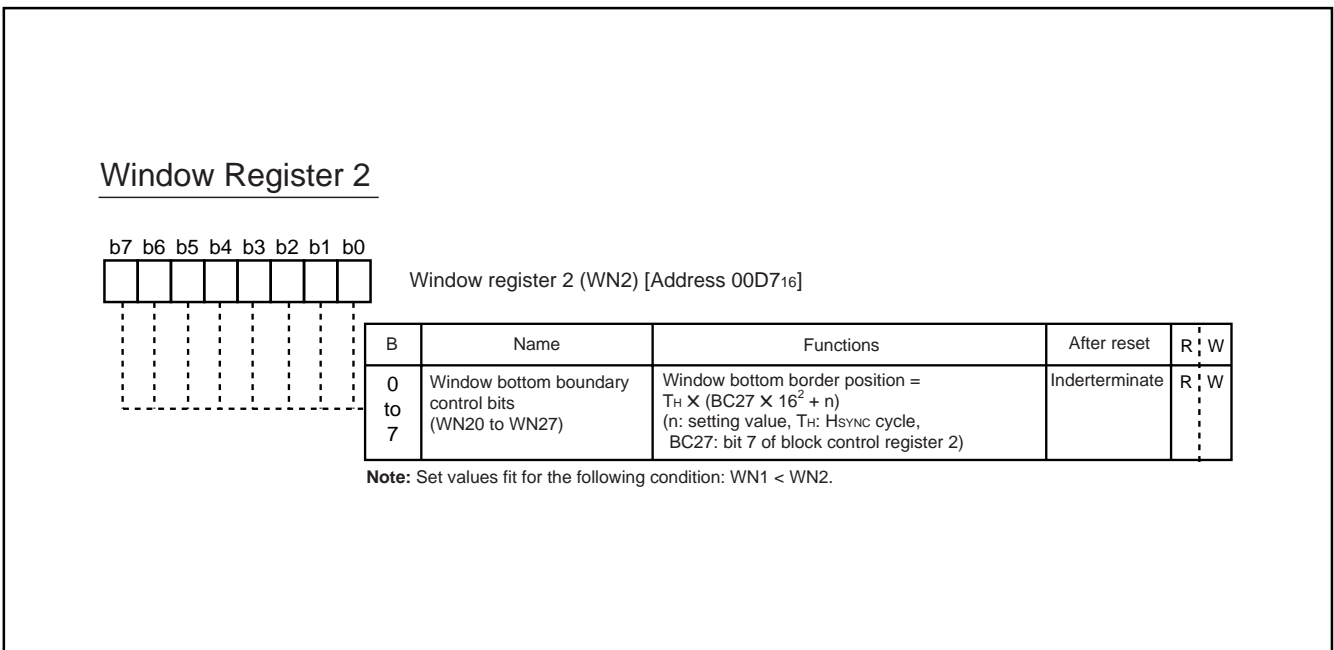 Window Register 2
b7 b6 b5 b4 b3 b2 b1 b0
Window register 2 (WN2) [Address 00D7₁₆]
B Name Functions After reset R W
0 to 7
Window bottom boundary
control bits
(WN20 to WN27)
Window bottom border position =
TH X (BC27 X 16² + n)
(n: setting value, TH: HSYNC cycle,
BC27: bit 7 of block control register 2)
Inderterminate R W
Note: Set values fit for the following condition: WN1 < WN2.